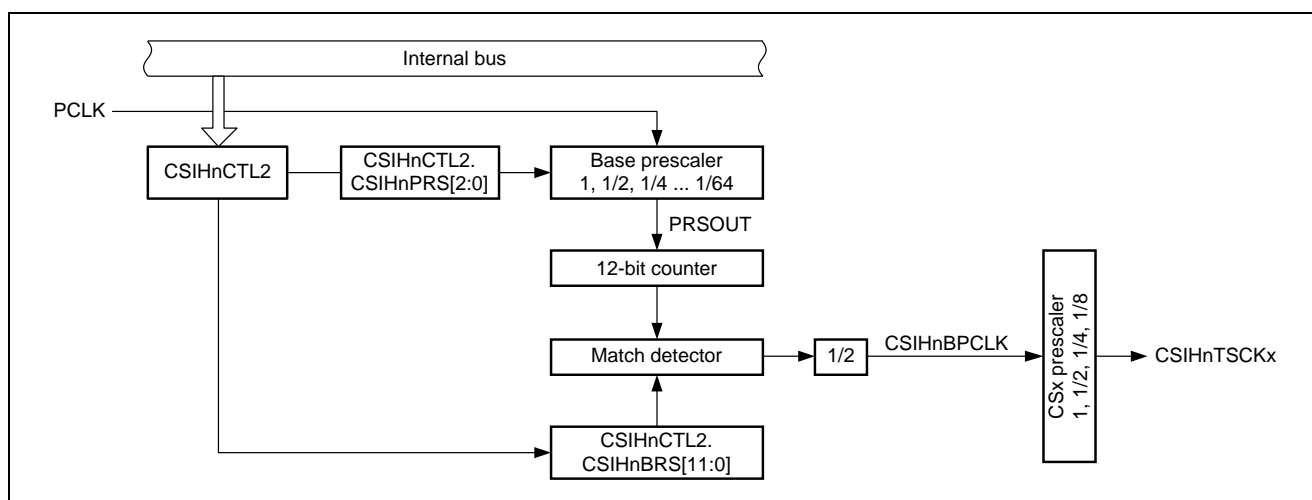 Internal bus
PCLK
CSIHnCTL2
CSIHnCTL2.
CSIHnPRS[2:0]
Base prescaler
1, 1/2, 1/4 ... 1/64
PRSOUT
12-bit counter
Match detector
1/2
CSIHnBPCLK
CSx prescaler
1, 1/2, 1/4, 1/8
CSIHnTSCKx
CSIHnCTL2.
CSIHnBRS[11:0]